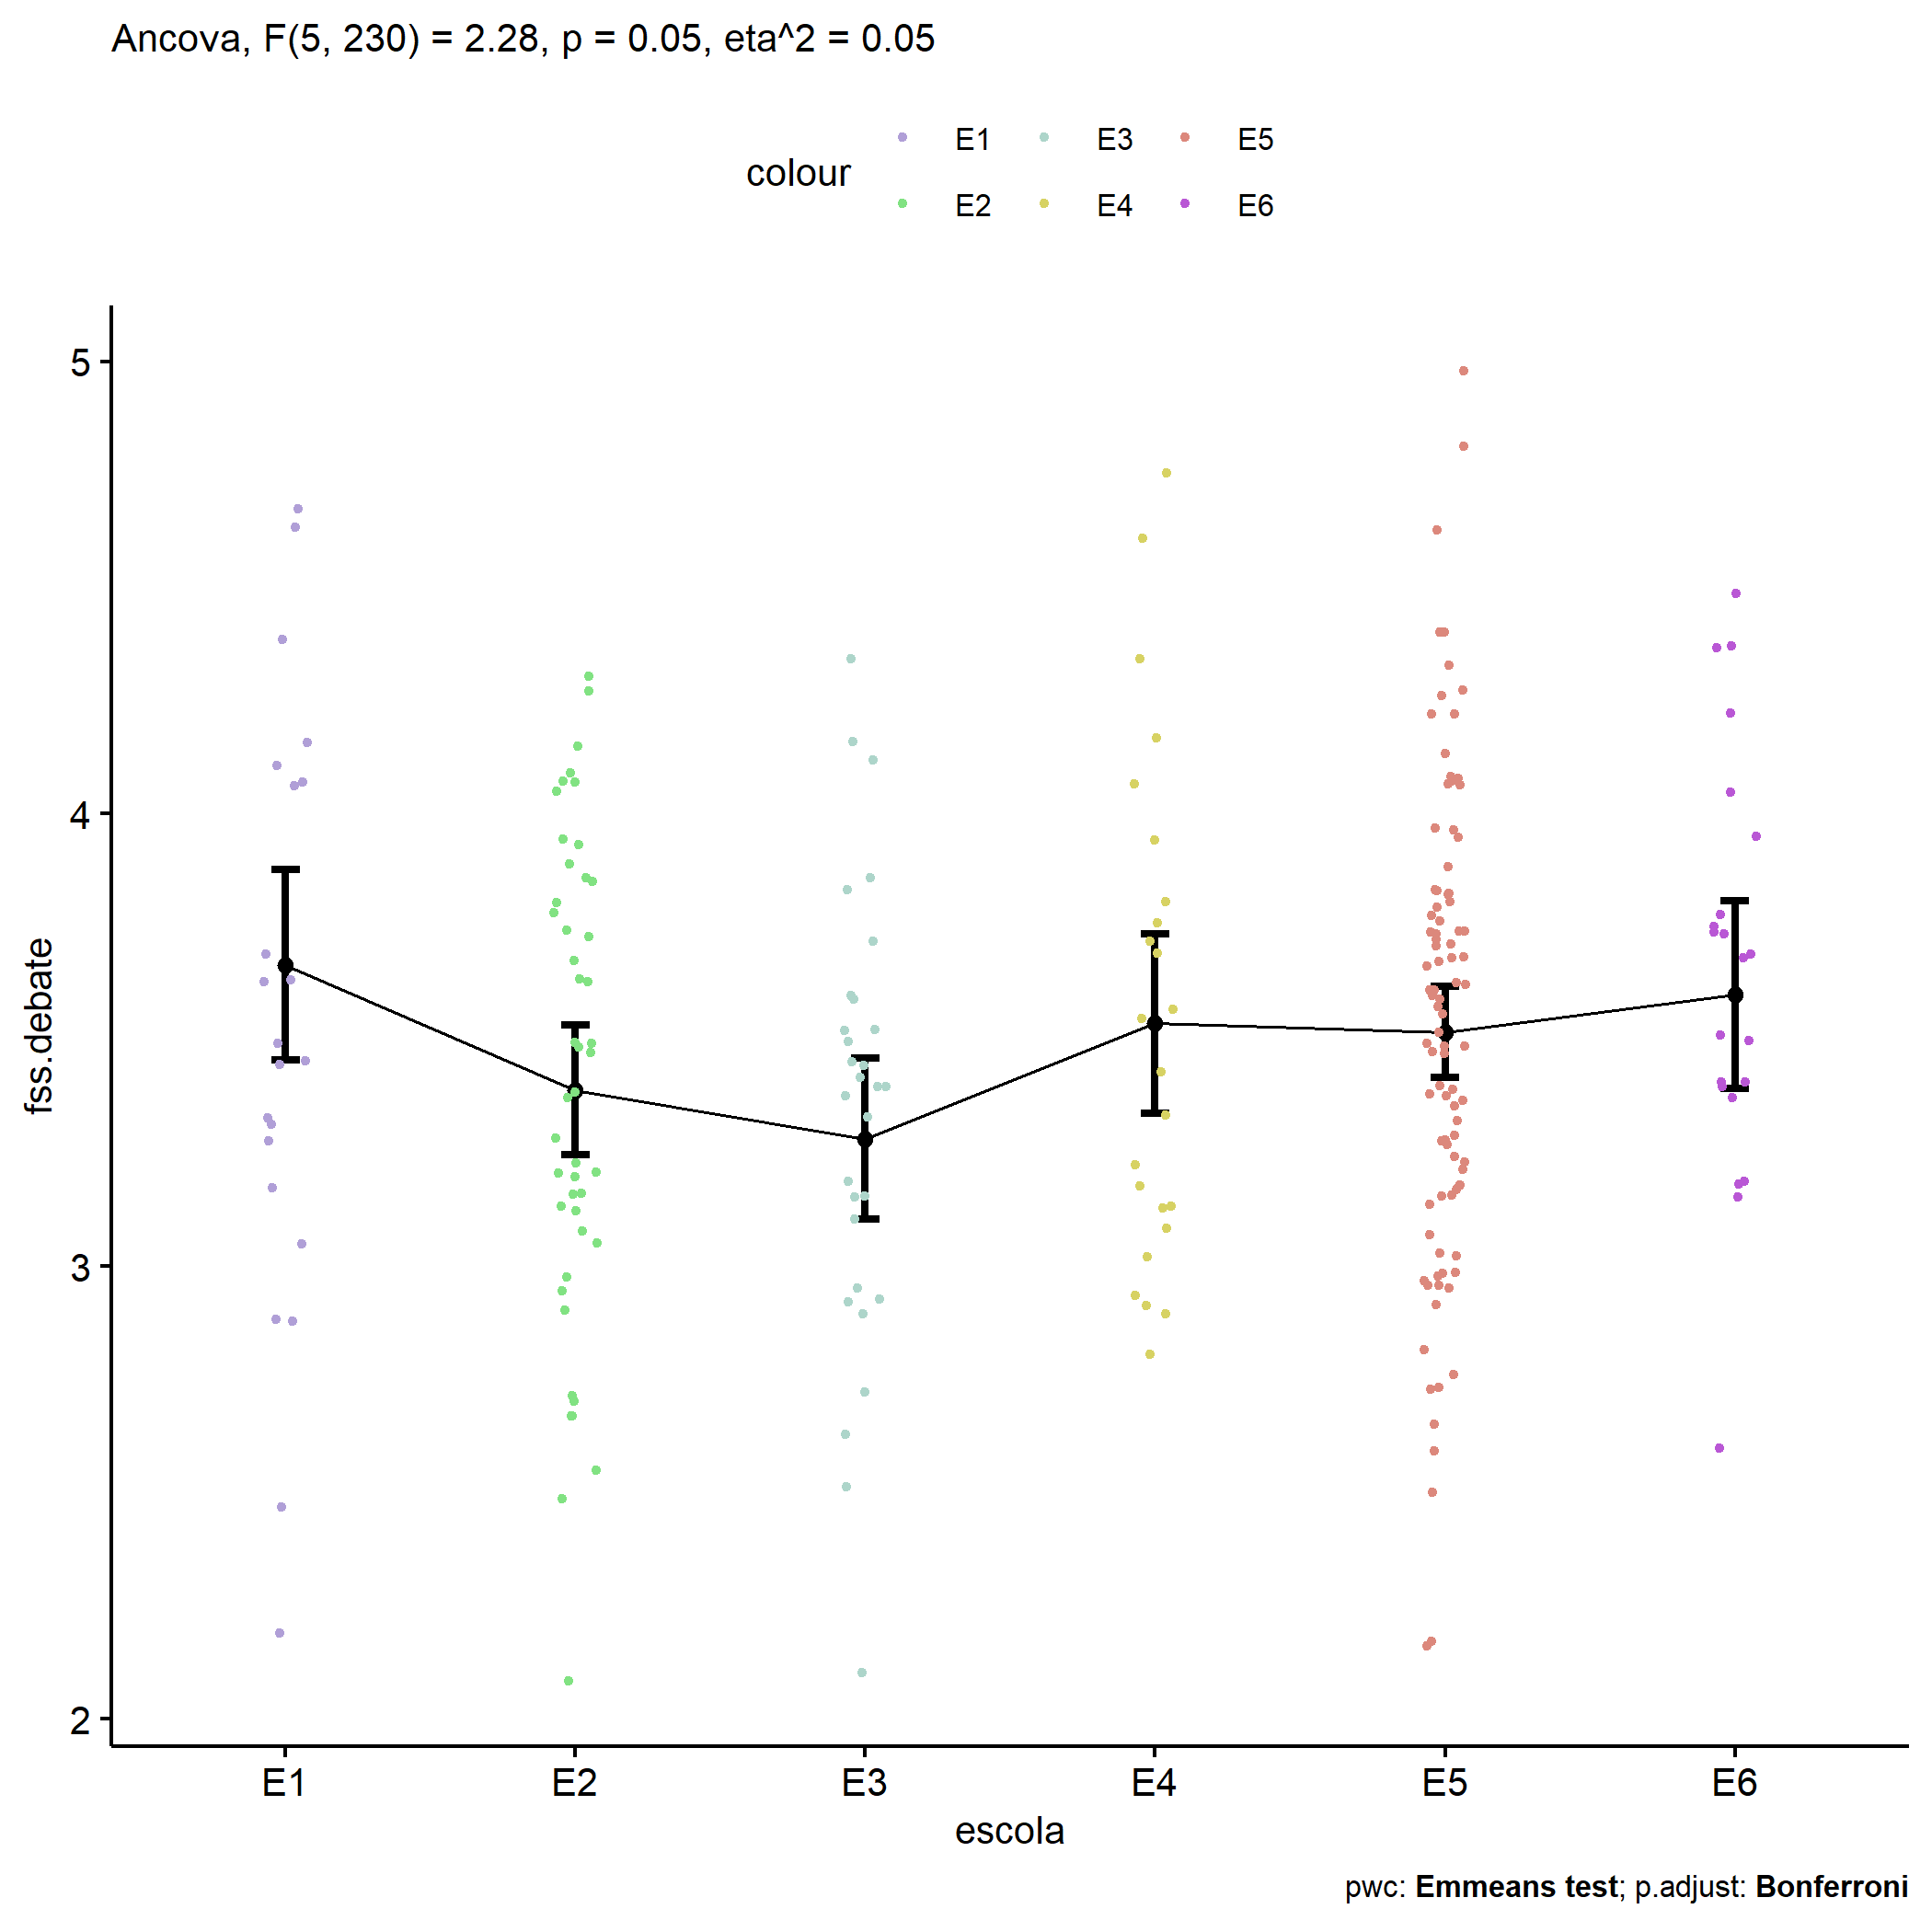 Ancova, F(5, 230) = 2.28, p = 0.05, eta^2 = 0.05
colour
E1 E3 E5
E2 E4 E6
5
4
3
2
fss.debate
E1 E2 E3 E4 E5 E6
escola
pwc: Emmeans test; p.adjust: Bonferroni